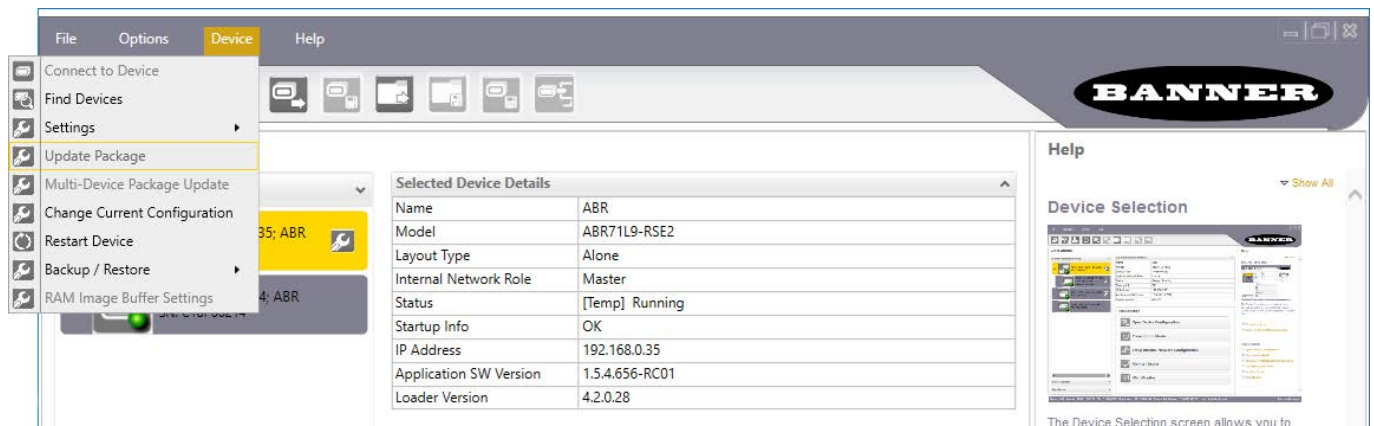 File Options Device Help
BANNER
Connect to Device
Find Devices
Settings
Update Package
Multi-Device Package Update
Change Current Configuration
Restart Device
Backup / Restore
RAM Image Buffer Settings
35; ABR
4; ABR
Selected Device Details
Name ABR
Model ABR71L9-RSE2
Layout Type Alone
Internal Network Role Master
Status [Temp] Running
Startup Info OK
IP Address 192.168.0.35
Application SW Version 1.5.4.656-RC01
Loader Version 4.2.0.28
Help
Show All
Device Selection
The Device Selection screen allows you to